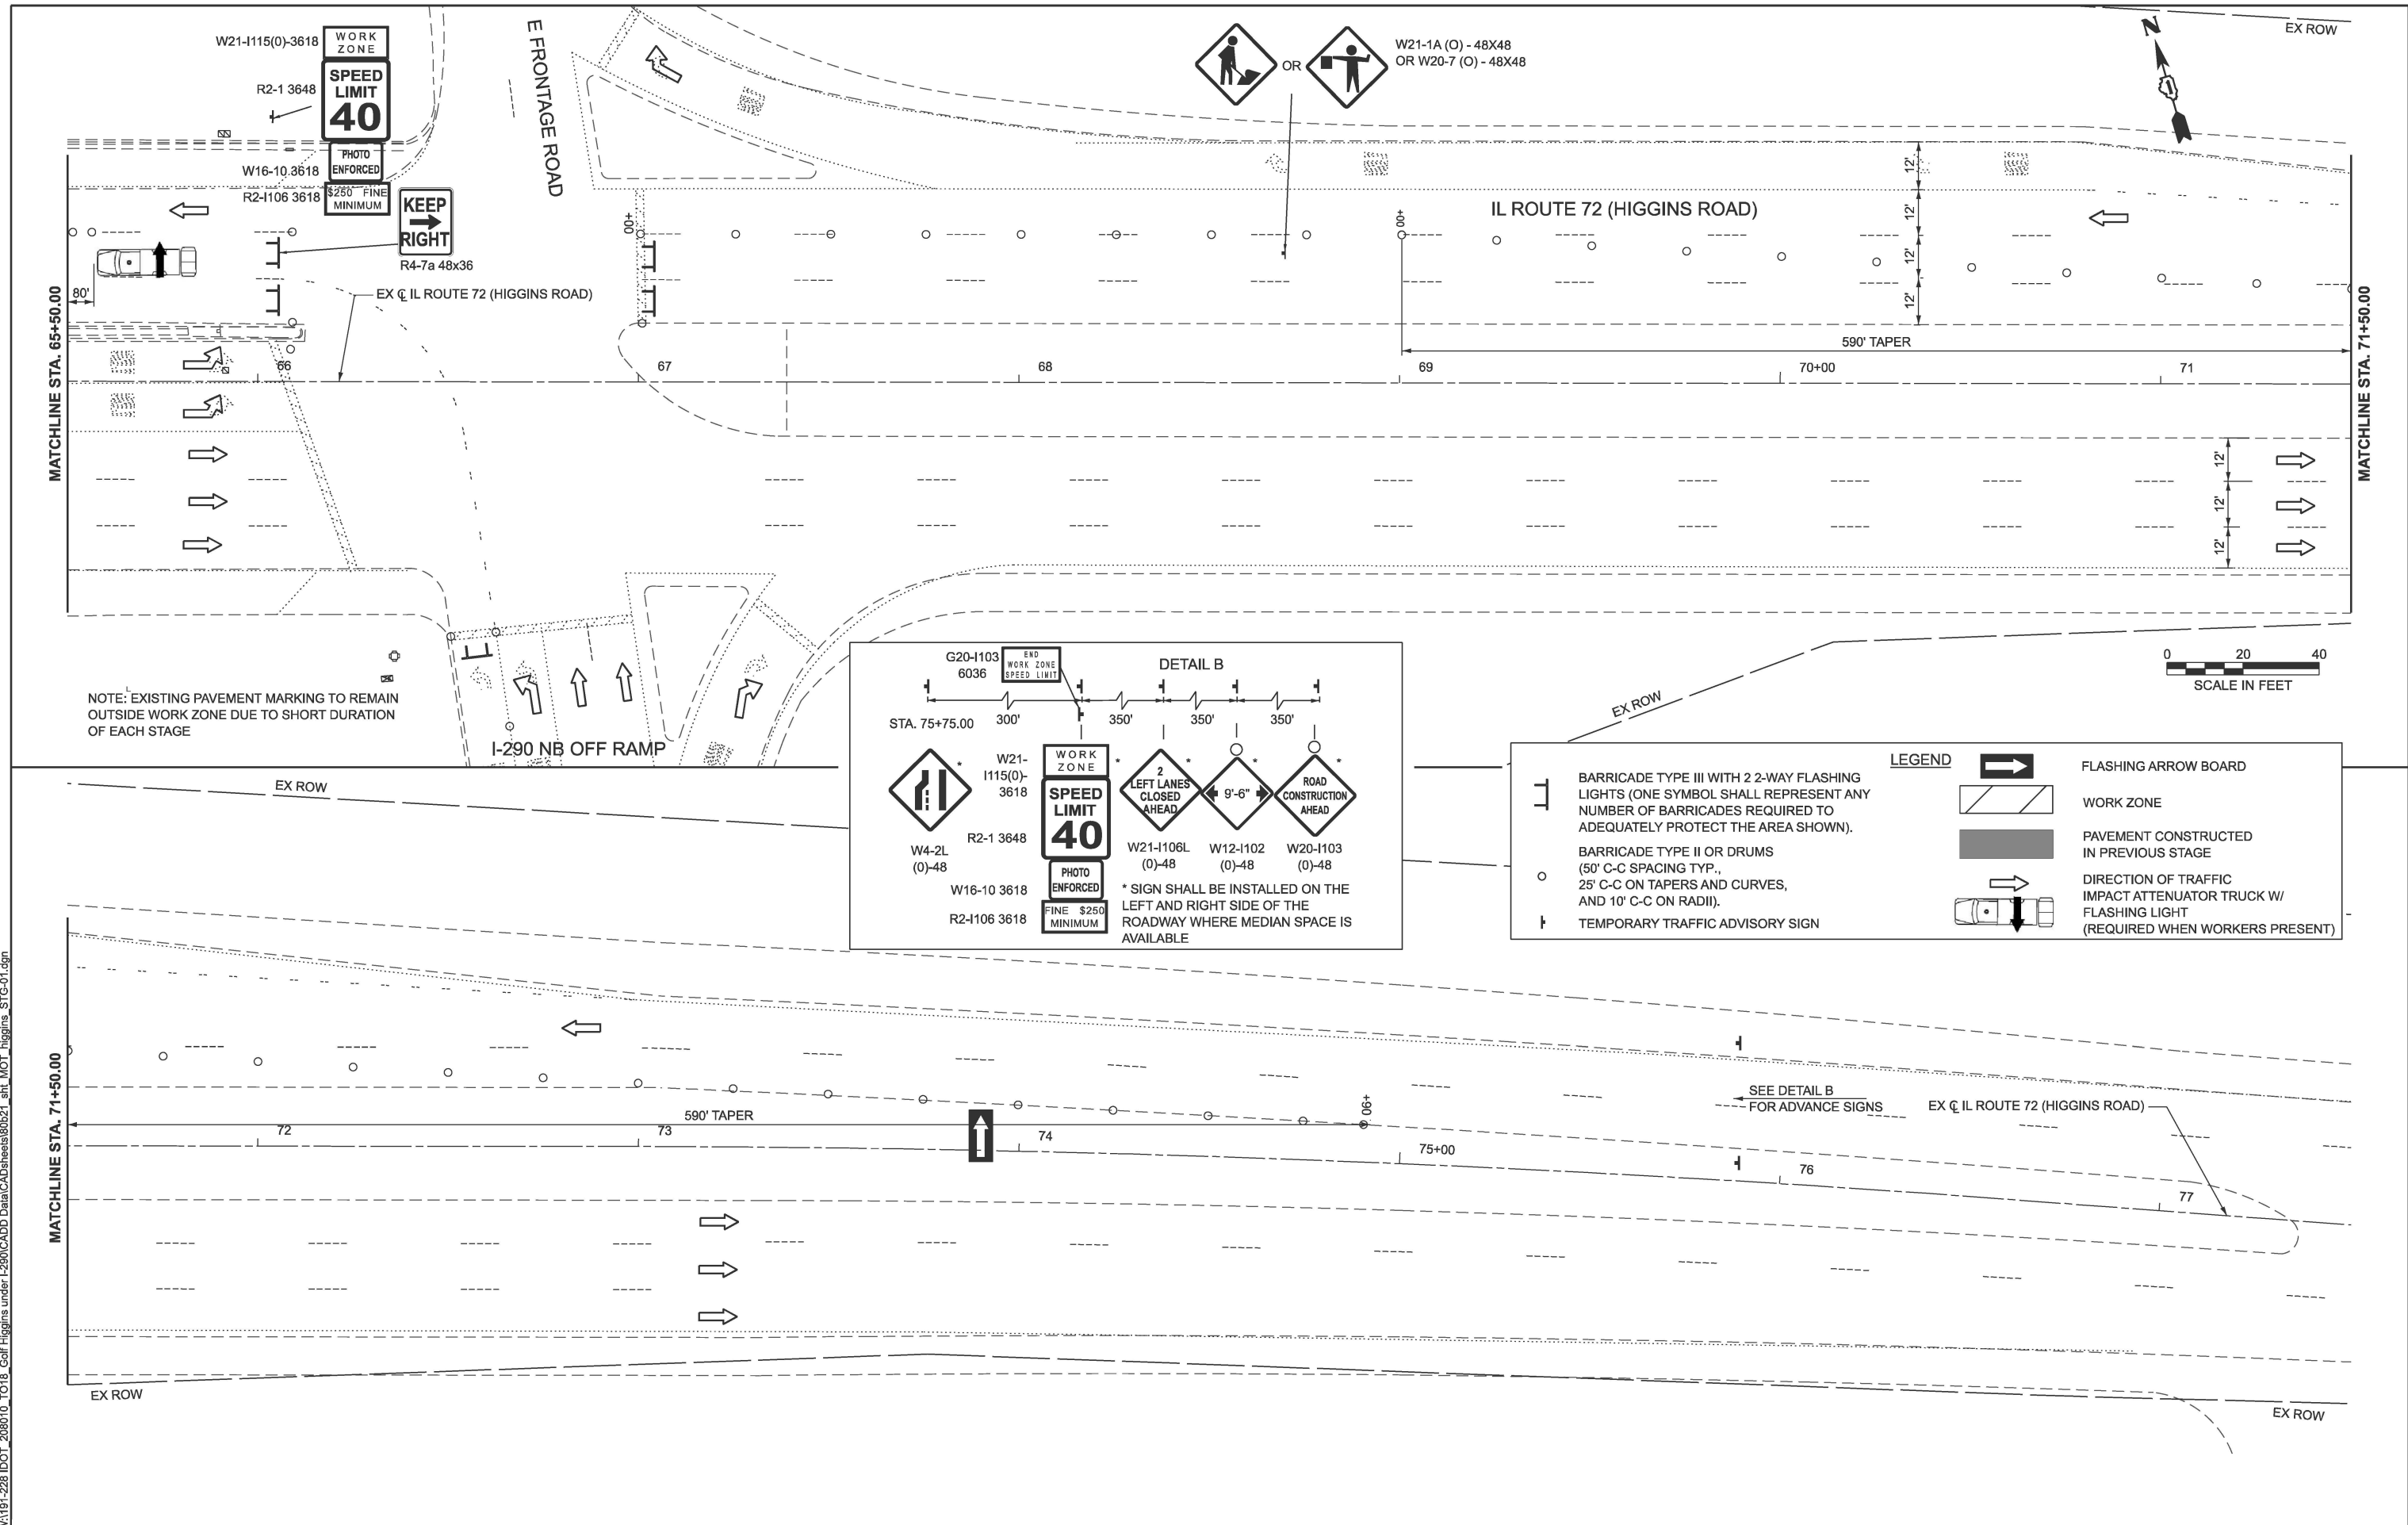 W21-I115(0)-3618
WORK
ZONE
R2-1 3648
SPEED
LIMIT
40
W16-10 3618
PHOTO
ENFORCED
R2-I106 3618
$250 FINE
MINIMUM
KEEP
RIGHT
R4-7a 48x36
E FRONTAGE ROAD
OR
W21-1A (O) - 48X48
OR W20-7 (O) - 48X48
N
EX ROW
IL ROUTE 72 (HIGGINS ROAD)
+00
+00
12'
12'
12'
12'
MATCHLINE STA. 65+50.00
80'
EX ℄ IL ROUTE 72 (HIGGINS ROAD)
590' TAPER
66
67
68
69
70+00
71
MATCHLINE STA. 71+50.00
12'
12'
12'
NOTE: EXISTING PAVEMENT MARKING TO REMAIN
OUTSIDE WORK ZONE DUE TO SHORT DURATION
OF EACH STAGE
I-290 NB OFF RAMP
EX ROW
0 20 40
SCALE IN FEET
DETAIL B
G20-I103
6036
END
WORK ZONE
SPEED LIMIT
STA. 75+75.00
300'
350'
350'
350'
*
W4-2L
(0)-48
W21-
I115(0)-
3618
WORK
ZONE
*
R2-1 3648
SPEED
LIMIT
40
W16-10 3618
PHOTO
ENFORCED
R2-I106 3618
FINE $250
MINIMUM
2
LEFT LANES
CLOSED
AHEAD
*
W21-I106L
(0)-48
9'-6"
*
W12-I102
(0)-48
ROAD
CONSTRUCTION
AHEAD
*
W20-I103
(0)-48
* SIGN SHALL BE INSTALLED ON THE
LEFT AND RIGHT SIDE OF THE
ROADWAY WHERE MEDIAN SPACE IS
AVAILABLE
LEGEND
BARRICADE TYPE III WITH 2 2-WAY FLASHING
LIGHTS (ONE SYMBOL SHALL REPRESENT ANY
NUMBER OF BARRICADES REQUIRED TO
ADEQUATELY PROTECT THE AREA SHOWN).
BARRICADE TYPE II OR DRUMS
(50' C-C SPACING TYP.,
25' C-C ON TAPERS AND CURVES,
AND 10' C-C ON RADII).
TEMPORARY TRAFFIC ADVISORY SIGN
FLASHING ARROW BOARD
WORK ZONE
PAVEMENT CONSTRUCTED
IN PREVIOUS STAGE
DIRECTION OF TRAFFIC
IMPACT ATTENUATOR TRUCK W/
FLASHING LIGHT
(REQUIRED WHEN WORKERS PRESENT)
EX ROW
MATCHLINE STA. 71+50.00
590' TAPER
+90
72
73
74
75+00
76
77
SEE DETAIL B
FOR ADVANCE SIGNS
EX ℄ IL ROUTE 72 (HIGGINS ROAD)
EX ROW
EX ROW